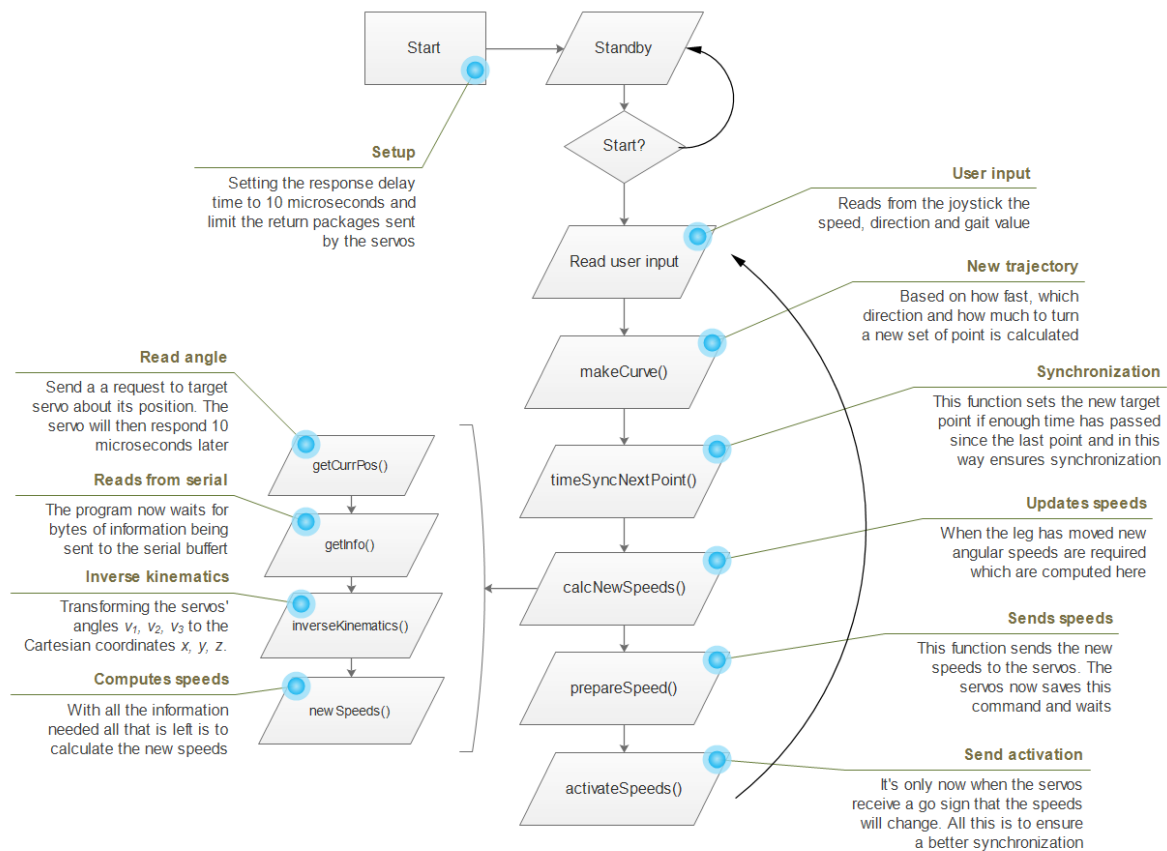 Start
Standby
Start?
Setup
Setting the response delay
time to 10 microseconds and
limit the return packages sent
by the servos
User input
Reads from the joystick the
speed, direction and gait value
Read user input
New trajectory
Based on how fast, which
direction and how much to turn
a new set of point is calculated
makeCurve()
Synchronization
This function sets the new target
point if enough time has passed
since the last point and in this
way ensures synchronization
timeSyncNextPoint()
Updates speeds
When the leg has moved new
angular speeds are required
which are computed here
calcNewSpeeds()
Sends speeds
This function sends the new
speeds to the servos. The
servos now saves this
command and waits
prepareSpeed()
Send activation
It's only now when the servos
receive a go sign that the speeds
will change. All this is to ensure
a better synchronization
activateSpeeds()
Read angle
Send a a request to target
servo about its position. The
servo will then respond 10
microseconds later
getCurrPos()
Reads from serial
The program now waits for
bytes of information being
sent to the serial buffert
getInfo()
Inverse kinematics
Transforming the servos'
angles v₁, v₂, v₃ to the
Cartesian coordinates x, y, z.
inverseKinematics()
Computes speeds
With all the information
needed all that is left is to
calculate the new speeds
newSpeeds()